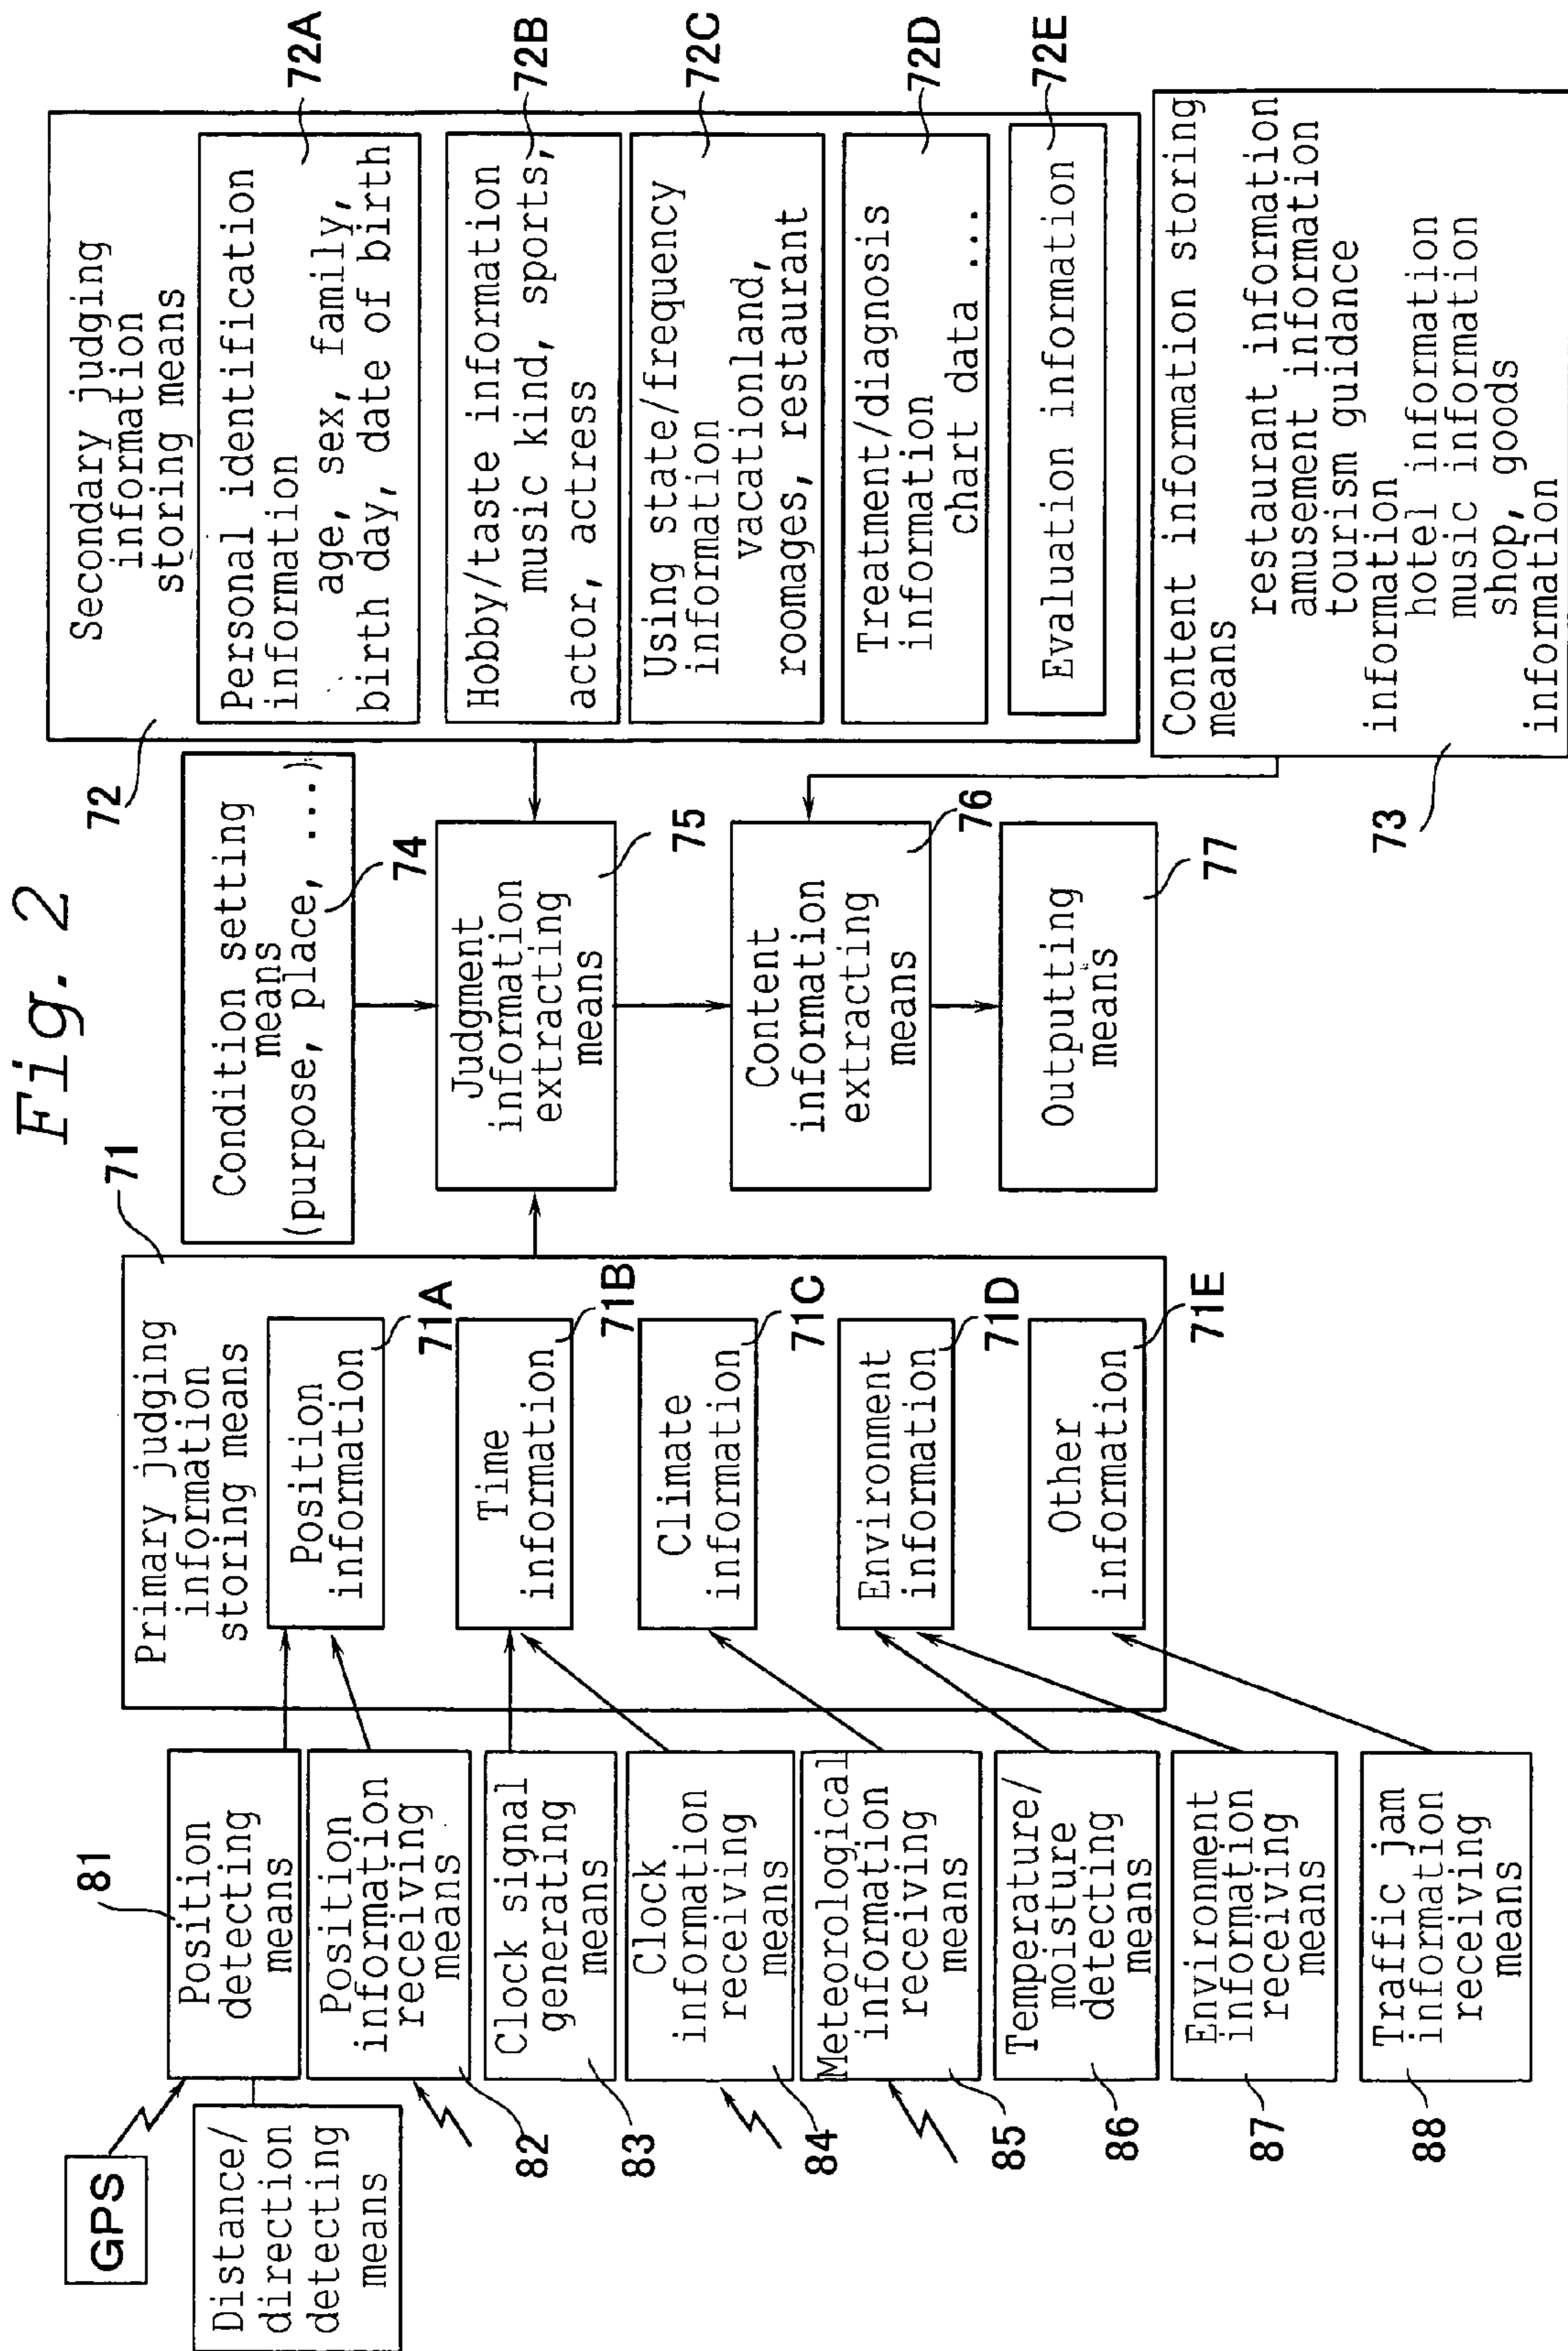 Fig. 2
GPS
Distance/
direction
detecting
means
81
Position
detecting
means
Position
information
receiving
means
82
Clock signal
generating
means
83
Clock
information
receiving
means
84
Meteorological
information
receiving
means
85
Temperature/
moisture
detecting
means
86
Environment
information
receiving
means
87
Traffic jam
information
receiving
means
88
71
Primary judging
information
storing means
Position
information
71A
Time
information
71B
Climate
information
71C
Environment
information
71D
Other
information
71E
Condition setting
means
(purpose, place, ...)
74
Judgment
information
extracting
means
75
Content
information
extracting
means
76
Outputting
means
77
72
Secondary judging
information
storing means
Personal identification
information
age, sex, family,
birth day, date of birth
72A
Hobby/taste information
music kind, sports,
actor, actress
72B
Using state/frequency
information
vacationland,
roomages, restaurant
72C
Treatment/diagnosis
information
chart data ...
72D
Evaluation information
72E
Content information storing
means
restaurant information
amusement information
tourism guidance
information
hotel information
music information
shop, goods
information
73